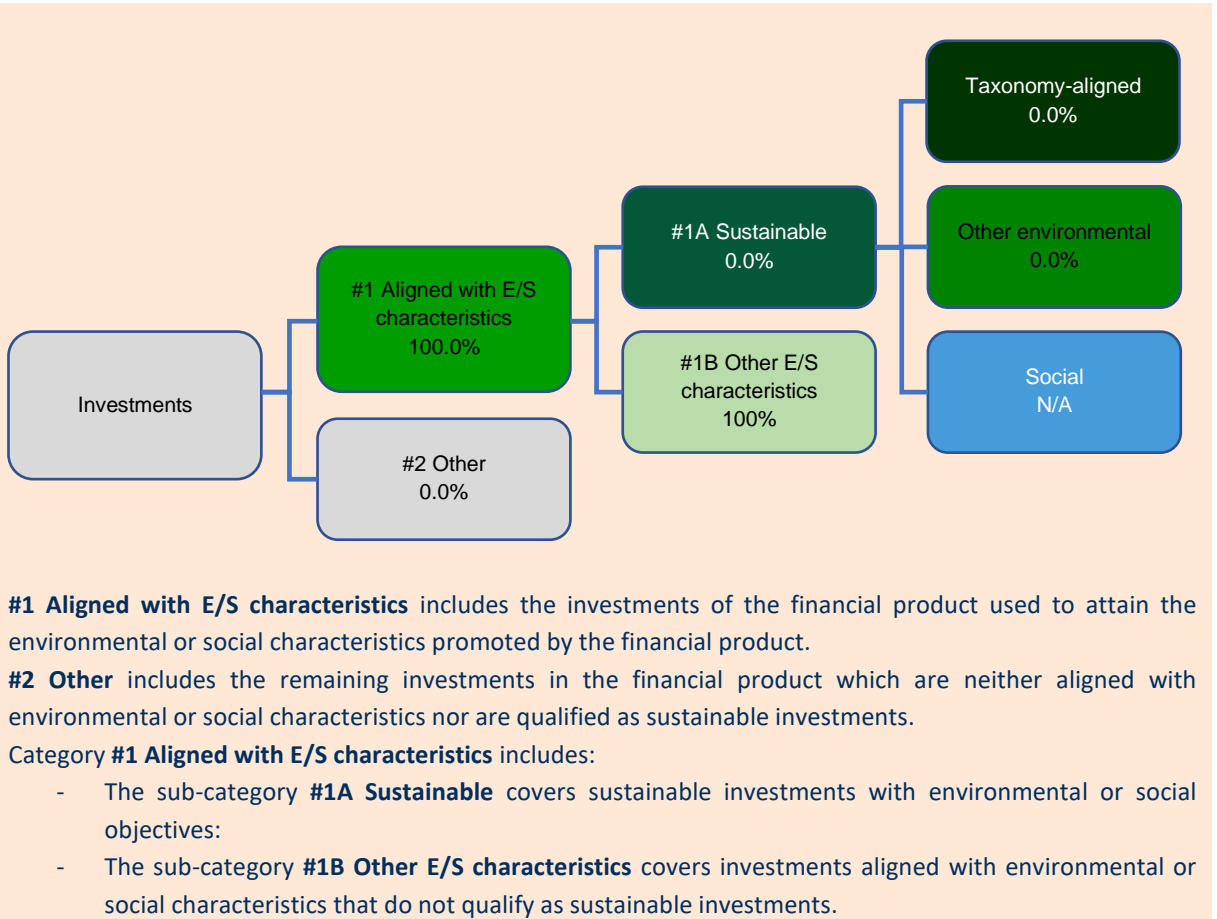 Taxonomy-aligned
0.0%
#1A Sustainable
0.0%
Other environmental
0.0%
#1 Aligned with E/S
characteristics
100.0%
#1B Other E/S
characteristics
100%
Social
N/A
Investments
#2 Other
0.0%
#1 Aligned with E/S characteristics includes the investments of the financial product used to attain the
environmental or social characteristics promoted by the financial product.
#2 Other includes the remaining investments in the financial product which are neither aligned with
environmental or social characteristics nor are qualified as sustainable investments.
Category #1 Aligned with E/S characteristics includes:
- The sub-category #1A Sustainable covers sustainable investments with environmental or social
objectives:
- The sub-category #1B Other E/S characteristics covers investments aligned with environmental or
social characteristics that do not qualify as sustainable investments.